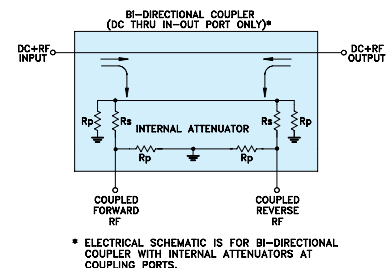 BI-DIRECTIONAL COUPLER
(DC THRU IN-OUT PORT ONLY)*
DC+RF
INPUT
DC+RF
OUTPUT
Rp
Rs
INTERNAL ATTENUATOR
Rs
Rp
Rp
Rp
COUPLED
FORWARD
RF
COUPLED
REVERSE
RF
* ELECTRICAL SCHEMATIC IS FOR BI-DIRECTIONAL
COUPLER WITH INTERNAL ATTENUATORS AT
COUPLING PORTS.